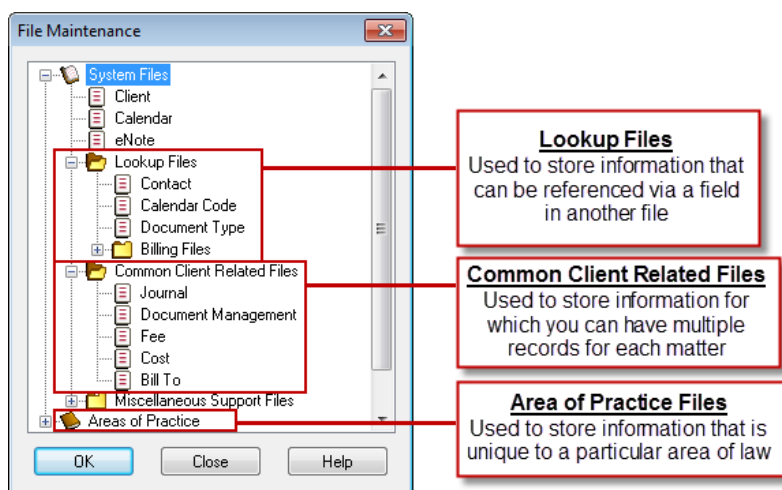 File Maintenance
System Files
Client
Calendar
eNote
Lookup Files
Contact
Calendar Code
Document Type
Billing Files
Common Client Related Files
Journal
Document Management
Fee
Cost
Bill To
Miscellaneous Support Files
Areas of Practice
OK
Close
Help
Lookup Files
Used to store information that
can be referenced via a field
in another file
Common Client Related Files
Used to store information for
which you can have multiple
records for each matter
Area of Practice Files
Used to store information that is
unique to a particular area of law